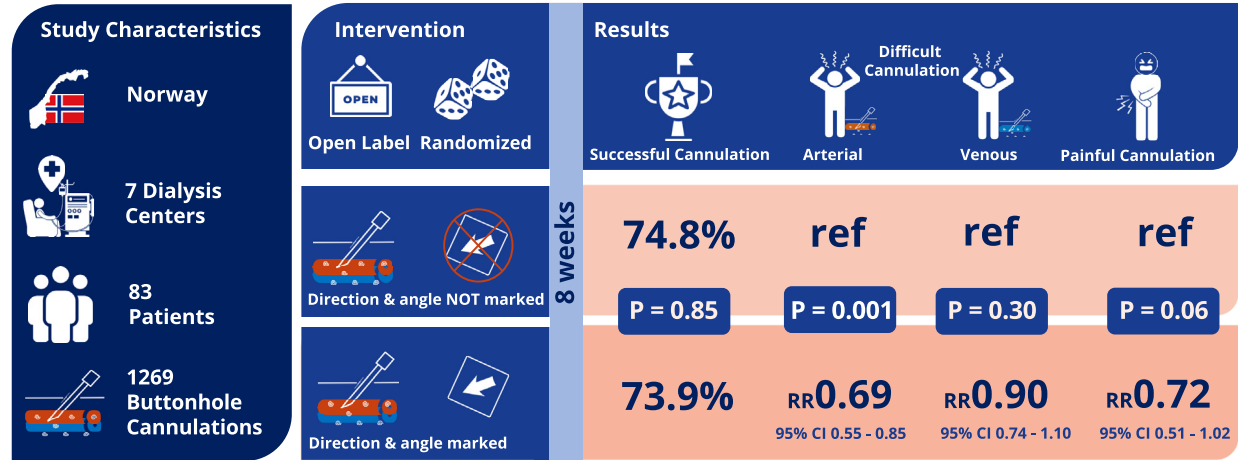 Study Characteristics
Norway
7 Dialysis
Centers
83
Patients
1269
Buttonhole
Cannulations
Intervention
OPEN
Open Label
Randomized
Direction & angle NOT marked
Direction & angle marked
8 weeks
Results
Difficult
Cannulation
Successful Cannulation
Arterial
Venous
Painful Cannulation
74.8%
ref
ref
ref
P = 0.85
P = 0.001
P = 0.30
P = 0.06
73.9%
RR0.69
95% CI 0.55 - 0.85
RR0.90
95% CI 0.74 - 1.10
RR0.72
95% CI 0.51 - 1.02